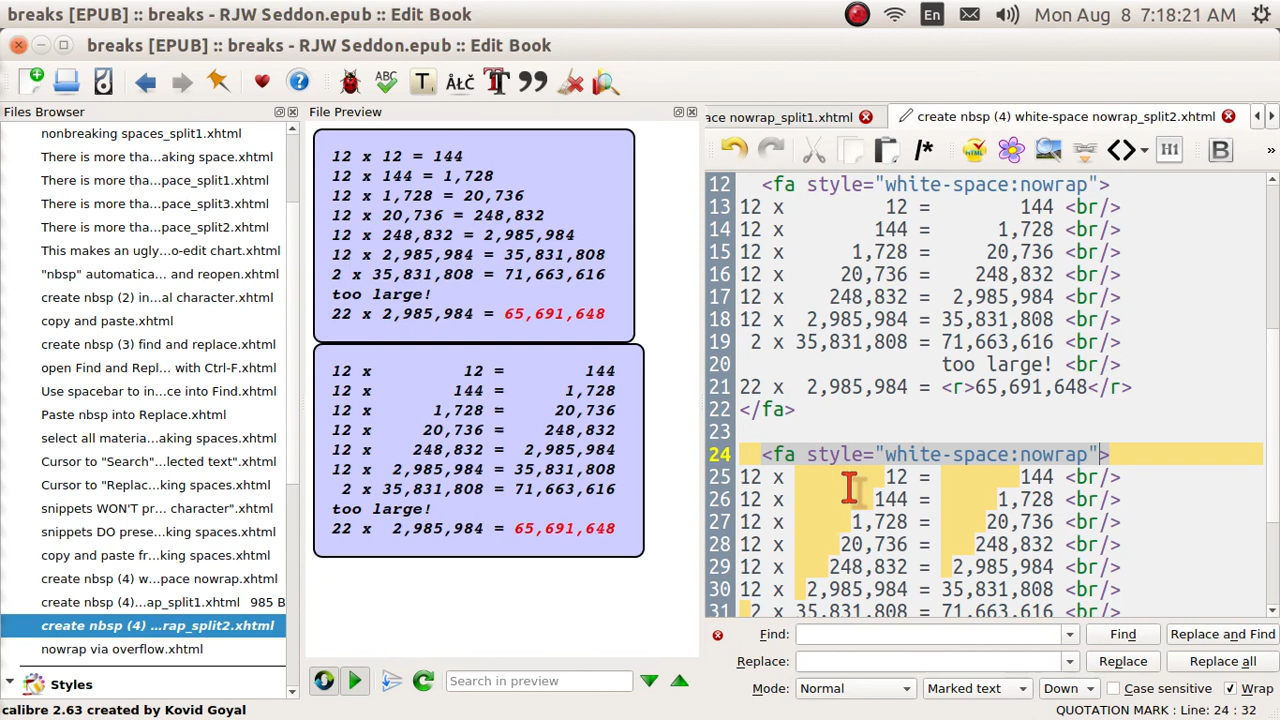 breaks [EPUB] :: breaks - RJW Seddon.epub :: Edit Book
En
Mon Aug 8 7:18:21 AM
breaks [EPUB] :: breaks - RJW Seddon.epub :: Edit Book
ABC
T
ÅŁČ
Files Browser
nonbreaking spaces_split1.xhtml
There is more tha…aking space.xhtml
There is more tha…pace_split1.xhtml
There is more tha…pace_split3.xhtml
There is more tha…pace_split2.xhtml
This makes an ugly…o-edit chart.xhtml
"nbsp" automatica… and reopen.xhtml
create nbsp (2) in…al character.xhtml
copy and paste.xhtml
create nbsp (3) find and replace.xhtml
open Find and Repl… with Ctrl-F.xhtml
Use spacebar to in…ce into Find.xhtml
Paste nbsp into Replace.xhtml
select all materia…aking spaces.xhtml
Cursor to "Search"…lected text".xhtml
Cursor to "Replac…king spaces.xhtml
snippets WON'T pr… character".xhtml
snippets DO prese…king spaces.xhtml
copy and paste fr…king spaces.xhtml
create nbsp (4) w…pace nowrap.xhtml
create nbsp (4)…ap_split1.xhtml 985 B
create nbsp (4) …rap_split2.xhtml
nowrap via overflow.xhtml
Styles
calibre 2.63 created by Kovid Goyal
File Preview
12 x 12 = 144
12 x 144 = 1,728
12 x 1,728 = 20,736
12 x 20,736 = 248,832
12 x 248,832 = 2,985,984
12 x 2,985,984 = 35,831,808
2 x 35,831,808 = 71,663,616
too large!
22 x 2,985,984 = 65,691,648
12 x 12 = 144
12 x 144 = 1,728
12 x 1,728 = 20,736
12 x 20,736 = 248,832
12 x 248,832 = 2,985,984
12 x 2,985,984 = 35,831,808
2 x 35,831,808 = 71,663,616
too large!
22 x 2,985,984 = 65,691,648
Search in preview
ace nowrap_split1.xhtml
create nbsp (4) white-space nowrap_split2.xhtml
/*
HTML
H1
B
»
12 <fa style="white-space:nowrap">
13 12 x 12 = 144 <br/>
14 12 x 144 = 1,728 <br/>
15 12 x 1,728 = 20,736 <br/>
16 12 x 20,736 = 248,832 <br/>
17 12 x 248,832 = 2,985,984 <br/>
18 12 x 2,985,984 = 35,831,808 <br/>
19 2 x 35,831,808 = 71,663,616 <br/>
20 too large! <br/>
21 22 x 2,985,984 = <r>65,691,648</r>
22 </fa>
23
24 <fa style="white-space:nowrap">
25 12 x 12 = 144 <br/>
26 12 x 144 = 1,728 <br/>
27 12 x 1,728 = 20,736 <br/>
28 12 x 20,736 = 248,832 <br/>
29 12 x 248,832 = 2,985,984 <br/>
30 12 x 2,985,984 = 35,831,808 <br/>
31 2 x 35,831,808 = 71,663,616 <br/>
Find:
Find
Replace and Find
Replace:
Replace
Replace all
Mode: Normal Marked text Down Case sensitive Wrap
QUOTATION MARK : Line: 24 : 32